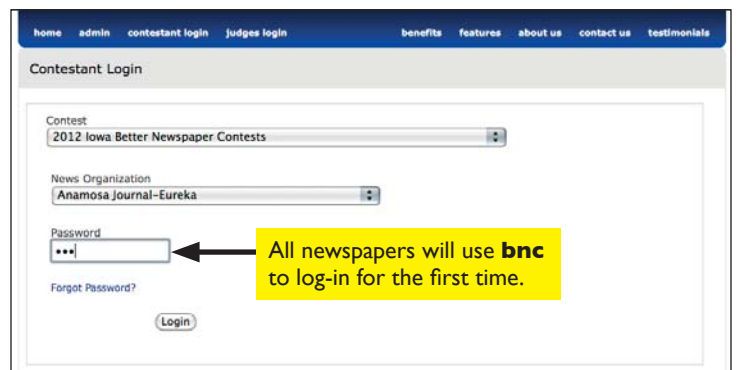 home admin contestant login judges login benefits features about us contact us testimonials
Contestant Login
Contest
2012 Iowa Better Newspaper Contests
News Organization
Anamosa Journal-Eureka
Password
•••
All newspapers will use bnc
to log-in for the first time.
Forgot Password?
Login